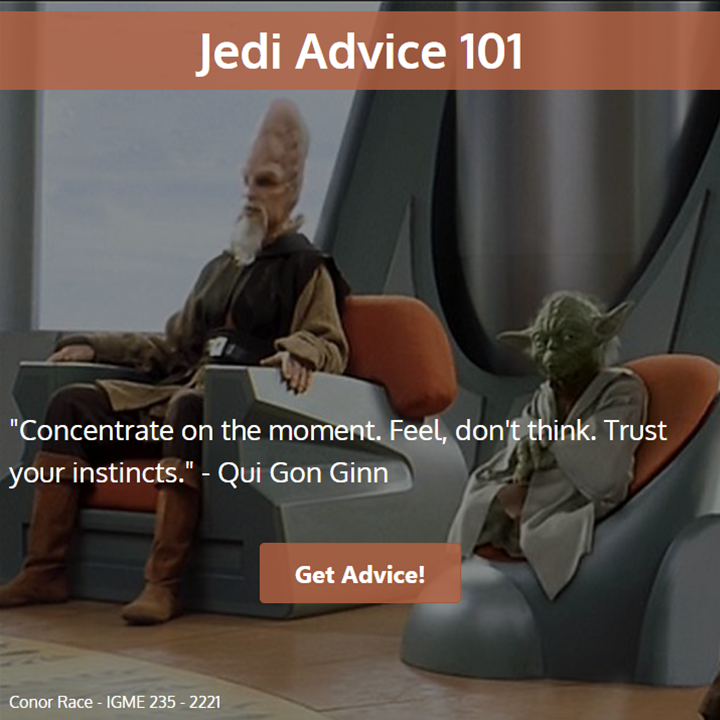 Jedi Advice 101
"Concentrate on the moment. Feel, don't think. Trust
your instincts." - Qui Gon Ginn
Get Advice!
Conor Race - IGME 235 - 2221